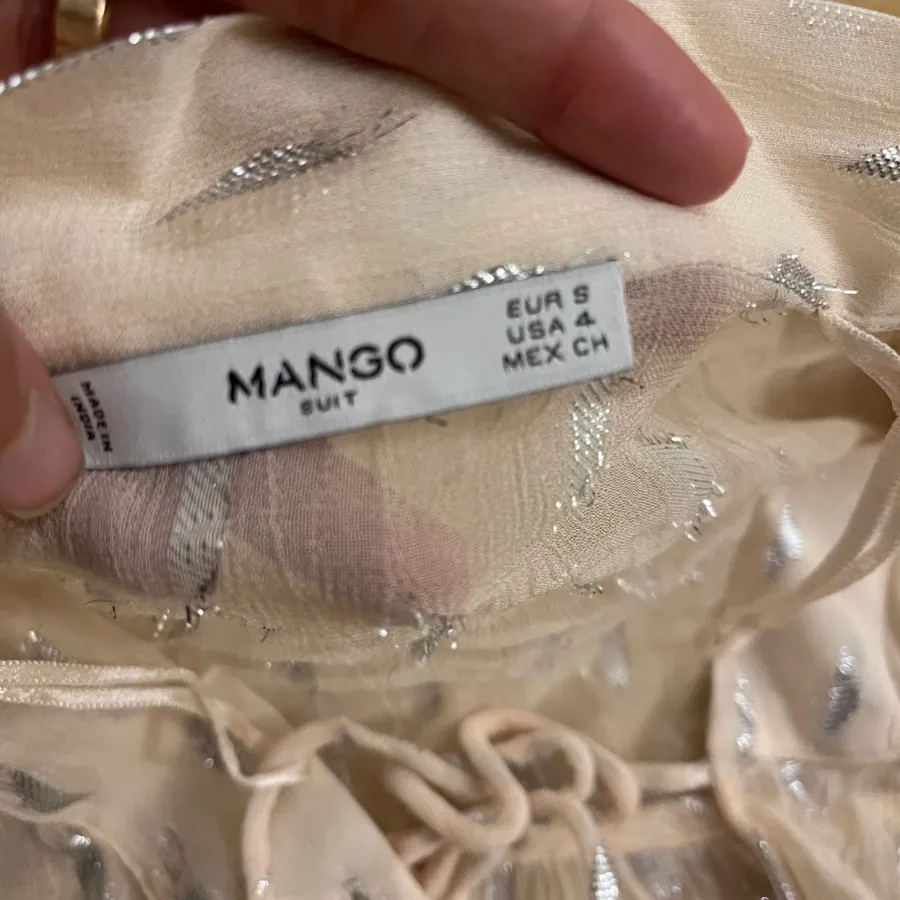 MADE IN
INDIA
MANGO
SUIT
EUR S
USA 4
MEX CH